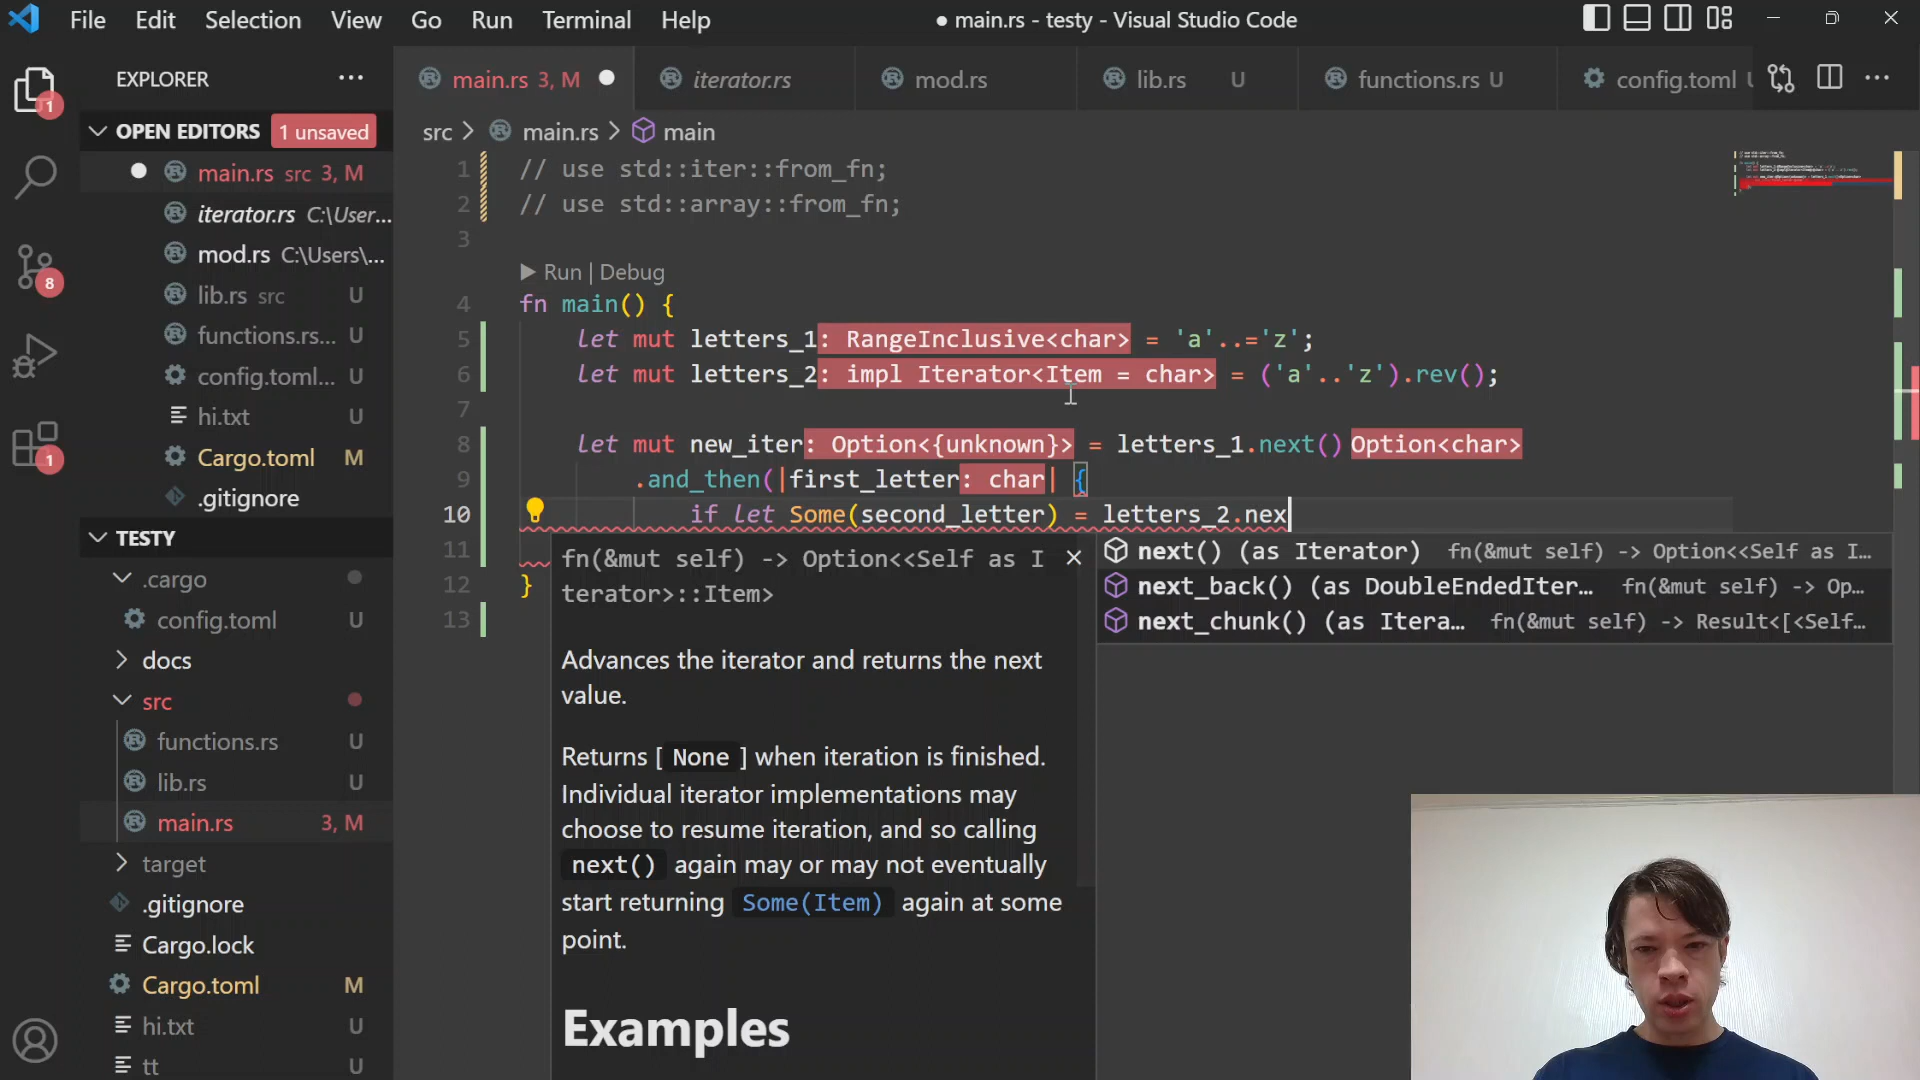 File Edit Selection View Go Run Terminal Help
● main.rs - testy - Visual Studio Code
EXPLORER
OPEN EDITORS 1 unsaved
main.rs src 3, M
iterator.rs C:\User...
mod.rs C:\Users\...
lib.rs src U
functions.rs... U
config.toml... U
hi.txt U
Cargo.toml M
.gitignore
TESTY
.cargo
config.toml U
docs
src
functions.rs U
lib.rs U
main.rs 3, M
target
.gitignore
Cargo.lock
Cargo.toml M
hi.txt U
tt U
1
8
1
main.rs 3, M
iterator.rs
mod.rs
lib.rs U
functions.rs U
config.toml
src > main.rs > main
1 // use std::iter::from_fn;
2 // use std::array::from_fn;
3
Run | Debug
4 fn main() {
5 let mut letters_1: RangeInclusive<char> = 'a'..='z';
6 let mut letters_2: impl Iterator<Item = char> = ('a'..'z').rev();
7
8 let mut new_iter: Option<{unknown}> = letters_1.next() Option<char>
9 .and_then(|first_letter: char| {
10 if let Some(second_letter) = letters_2.nex
11
12 }
13
fn(&mut self) -> Option<<Self as I
terator>::Item>
Advances the iterator and returns the next
value.
Returns [ None ] when iteration is finished.
Individual iterator implementations may
choose to resume iteration, and so calling
next() again may or may not eventually
start returning Some(Item) again at some
point.
Examples
next() (as Iterator) fn(&mut self) -> Option<<Self as I...
next_back() (as DoubleEndedIter... fn(&mut self) -> Op...
next_chunk() (as Itera... fn(&mut self) -> Result<[<Self...